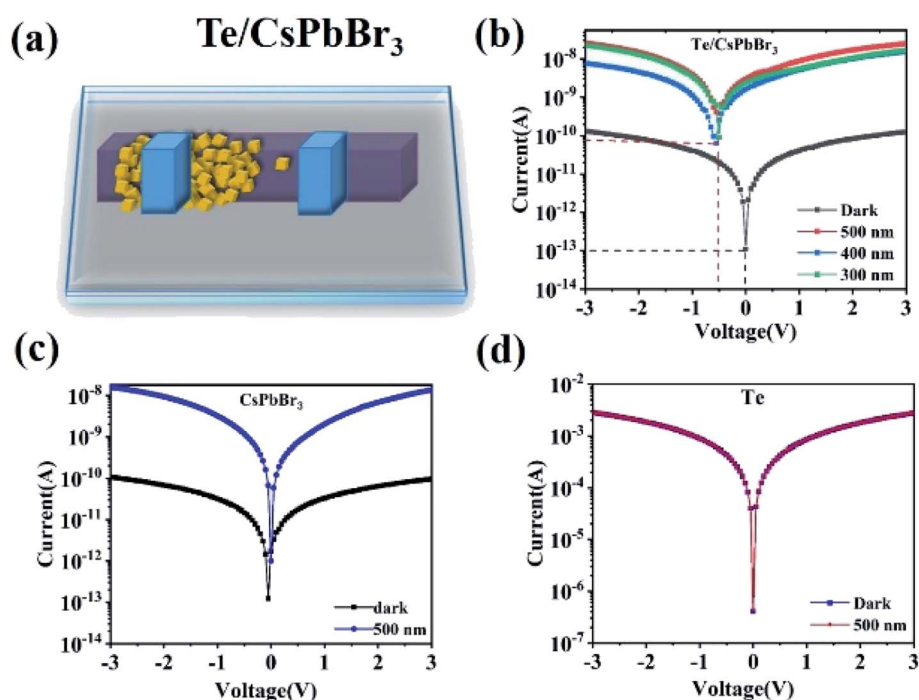 (a)
Te/CsPbBr₃
(b)
Te/CsPbBr₃
Current(A)
10⁻⁸
10⁻⁹
10⁻¹⁰
10⁻¹¹
10⁻¹²
10⁻¹³
10⁻¹⁴
Dark
500 nm
400 nm
300 nm
-3 -2 -1 0 1 2 3
Voltage(V)
(c)
CsPbBr₃
Current(A)
10⁻⁸
10⁻⁹
10⁻¹⁰
10⁻¹¹
10⁻¹²
10⁻¹³
10⁻¹⁴
dark
500 nm
-3 -2 -1 0 1 2 3
Voltage(V)
(d)
Te
Current(A)
10⁻²
10⁻³
10⁻⁴
10⁻⁵
10⁻⁶
10⁻⁷
Dark
500 nm
-3 -2 -1 0 1 2 3
Voltage(V)